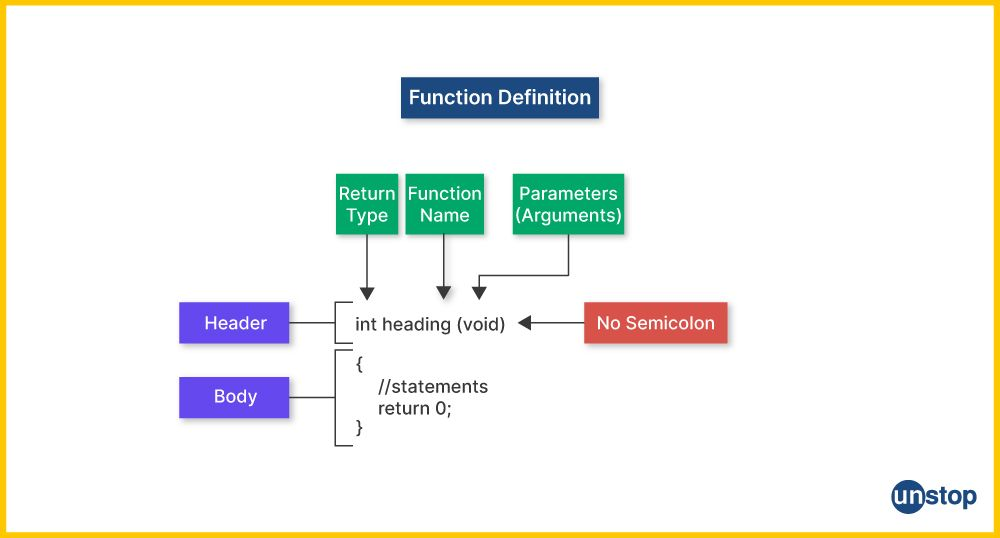 Function Definition
Return
Type
Function
Name
Parameters
(Arguments)
Header
int heading (void)
No Semicolon
Body
{
//statements
return 0;
}
unstop